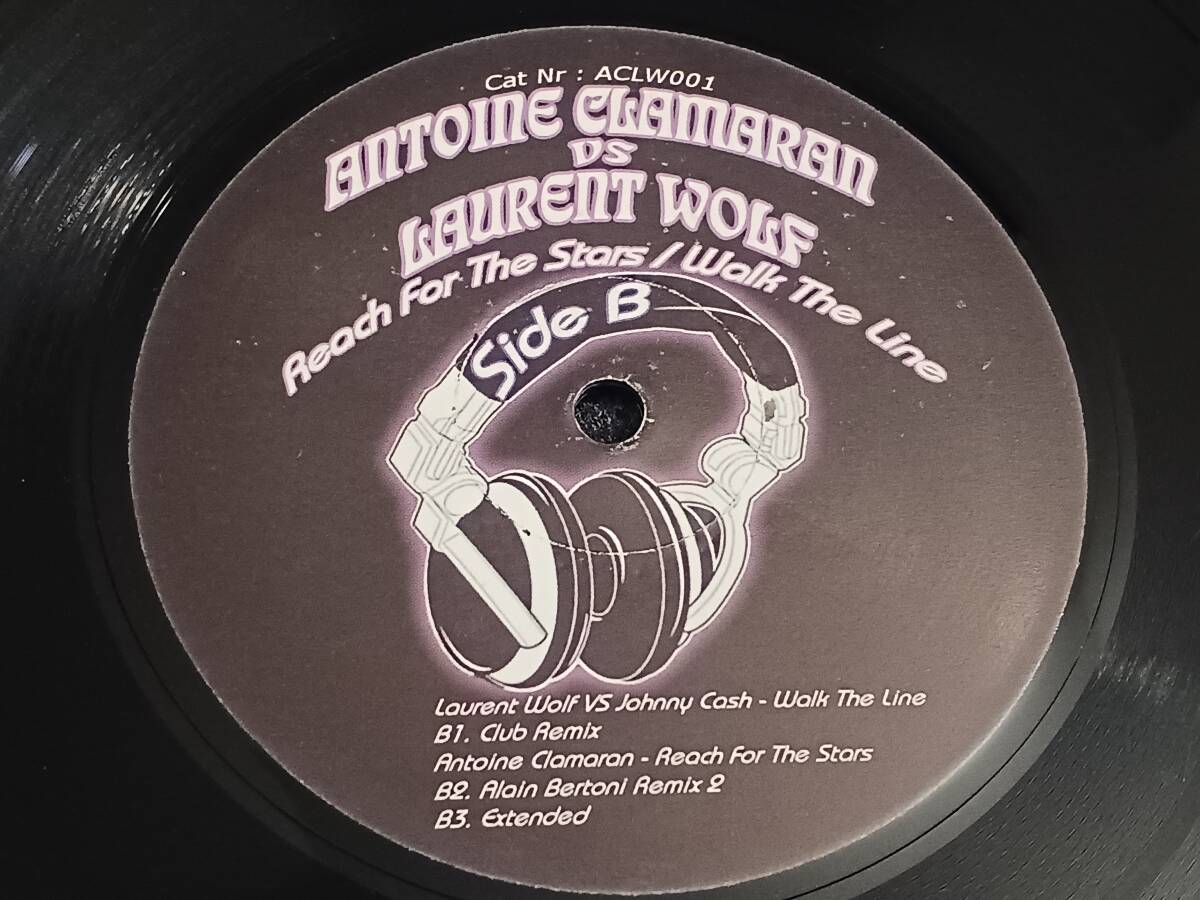 Cat Nr : ACLW001
ANTOINE CLAMARAN
VS
LAURENT WOLF
Reach For The Stars / Walk The Line
Side B
Laurent Wolf VS Johnny Cash - Walk The Line
B1. Club Remix
Antoine Clamaran - Reach For The Stars
B2. Alain Bertoni Remix 2
B3. Extended